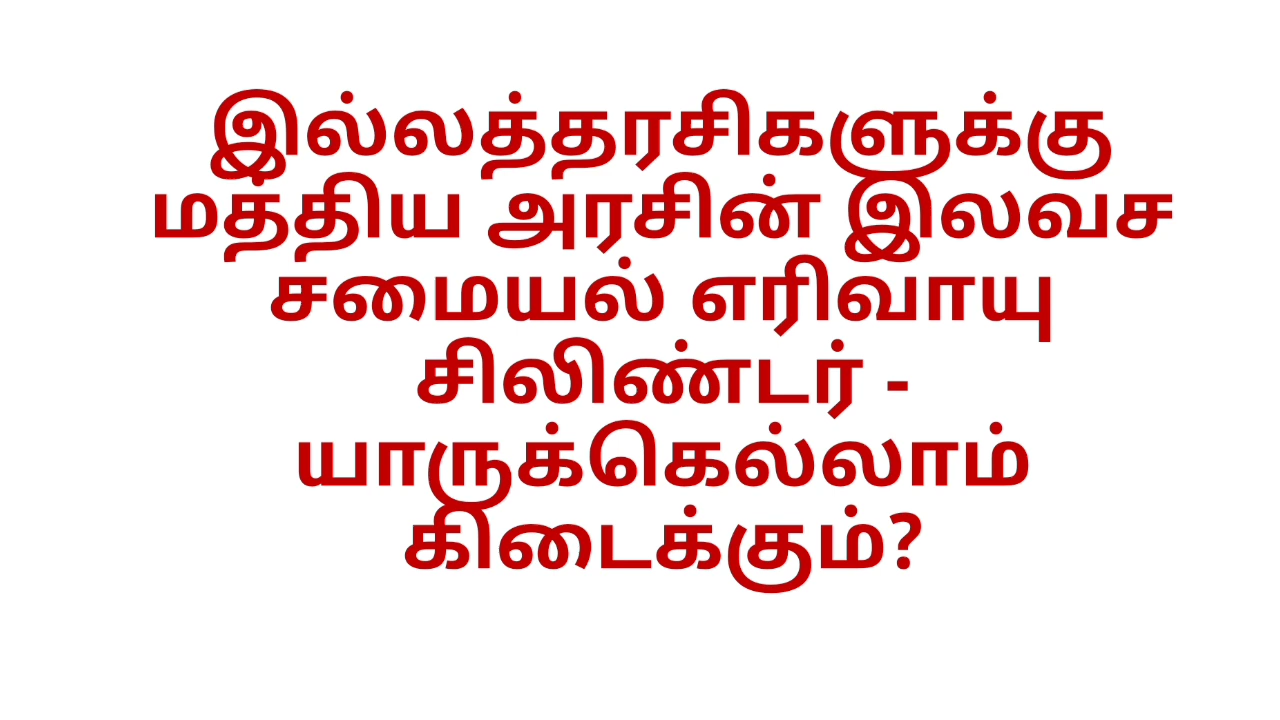 இல்லத்தரசிகளுக்கு
மத்திய அரசின் இலவச
சமையல் எரிவாயு
சிலிண்டர் -
யாருக்கெல்லாம்
கிடைக்கும்?